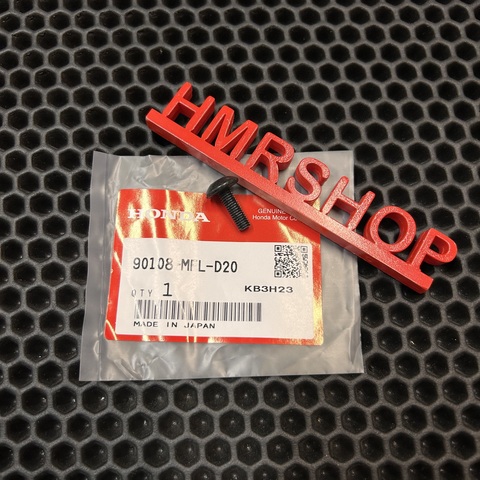 HMRSHOP
HONDA
GENUINE
Honda Motor Co
90108-MFL-D20
QTY 1
KB3H23
MADE IN JAPAN